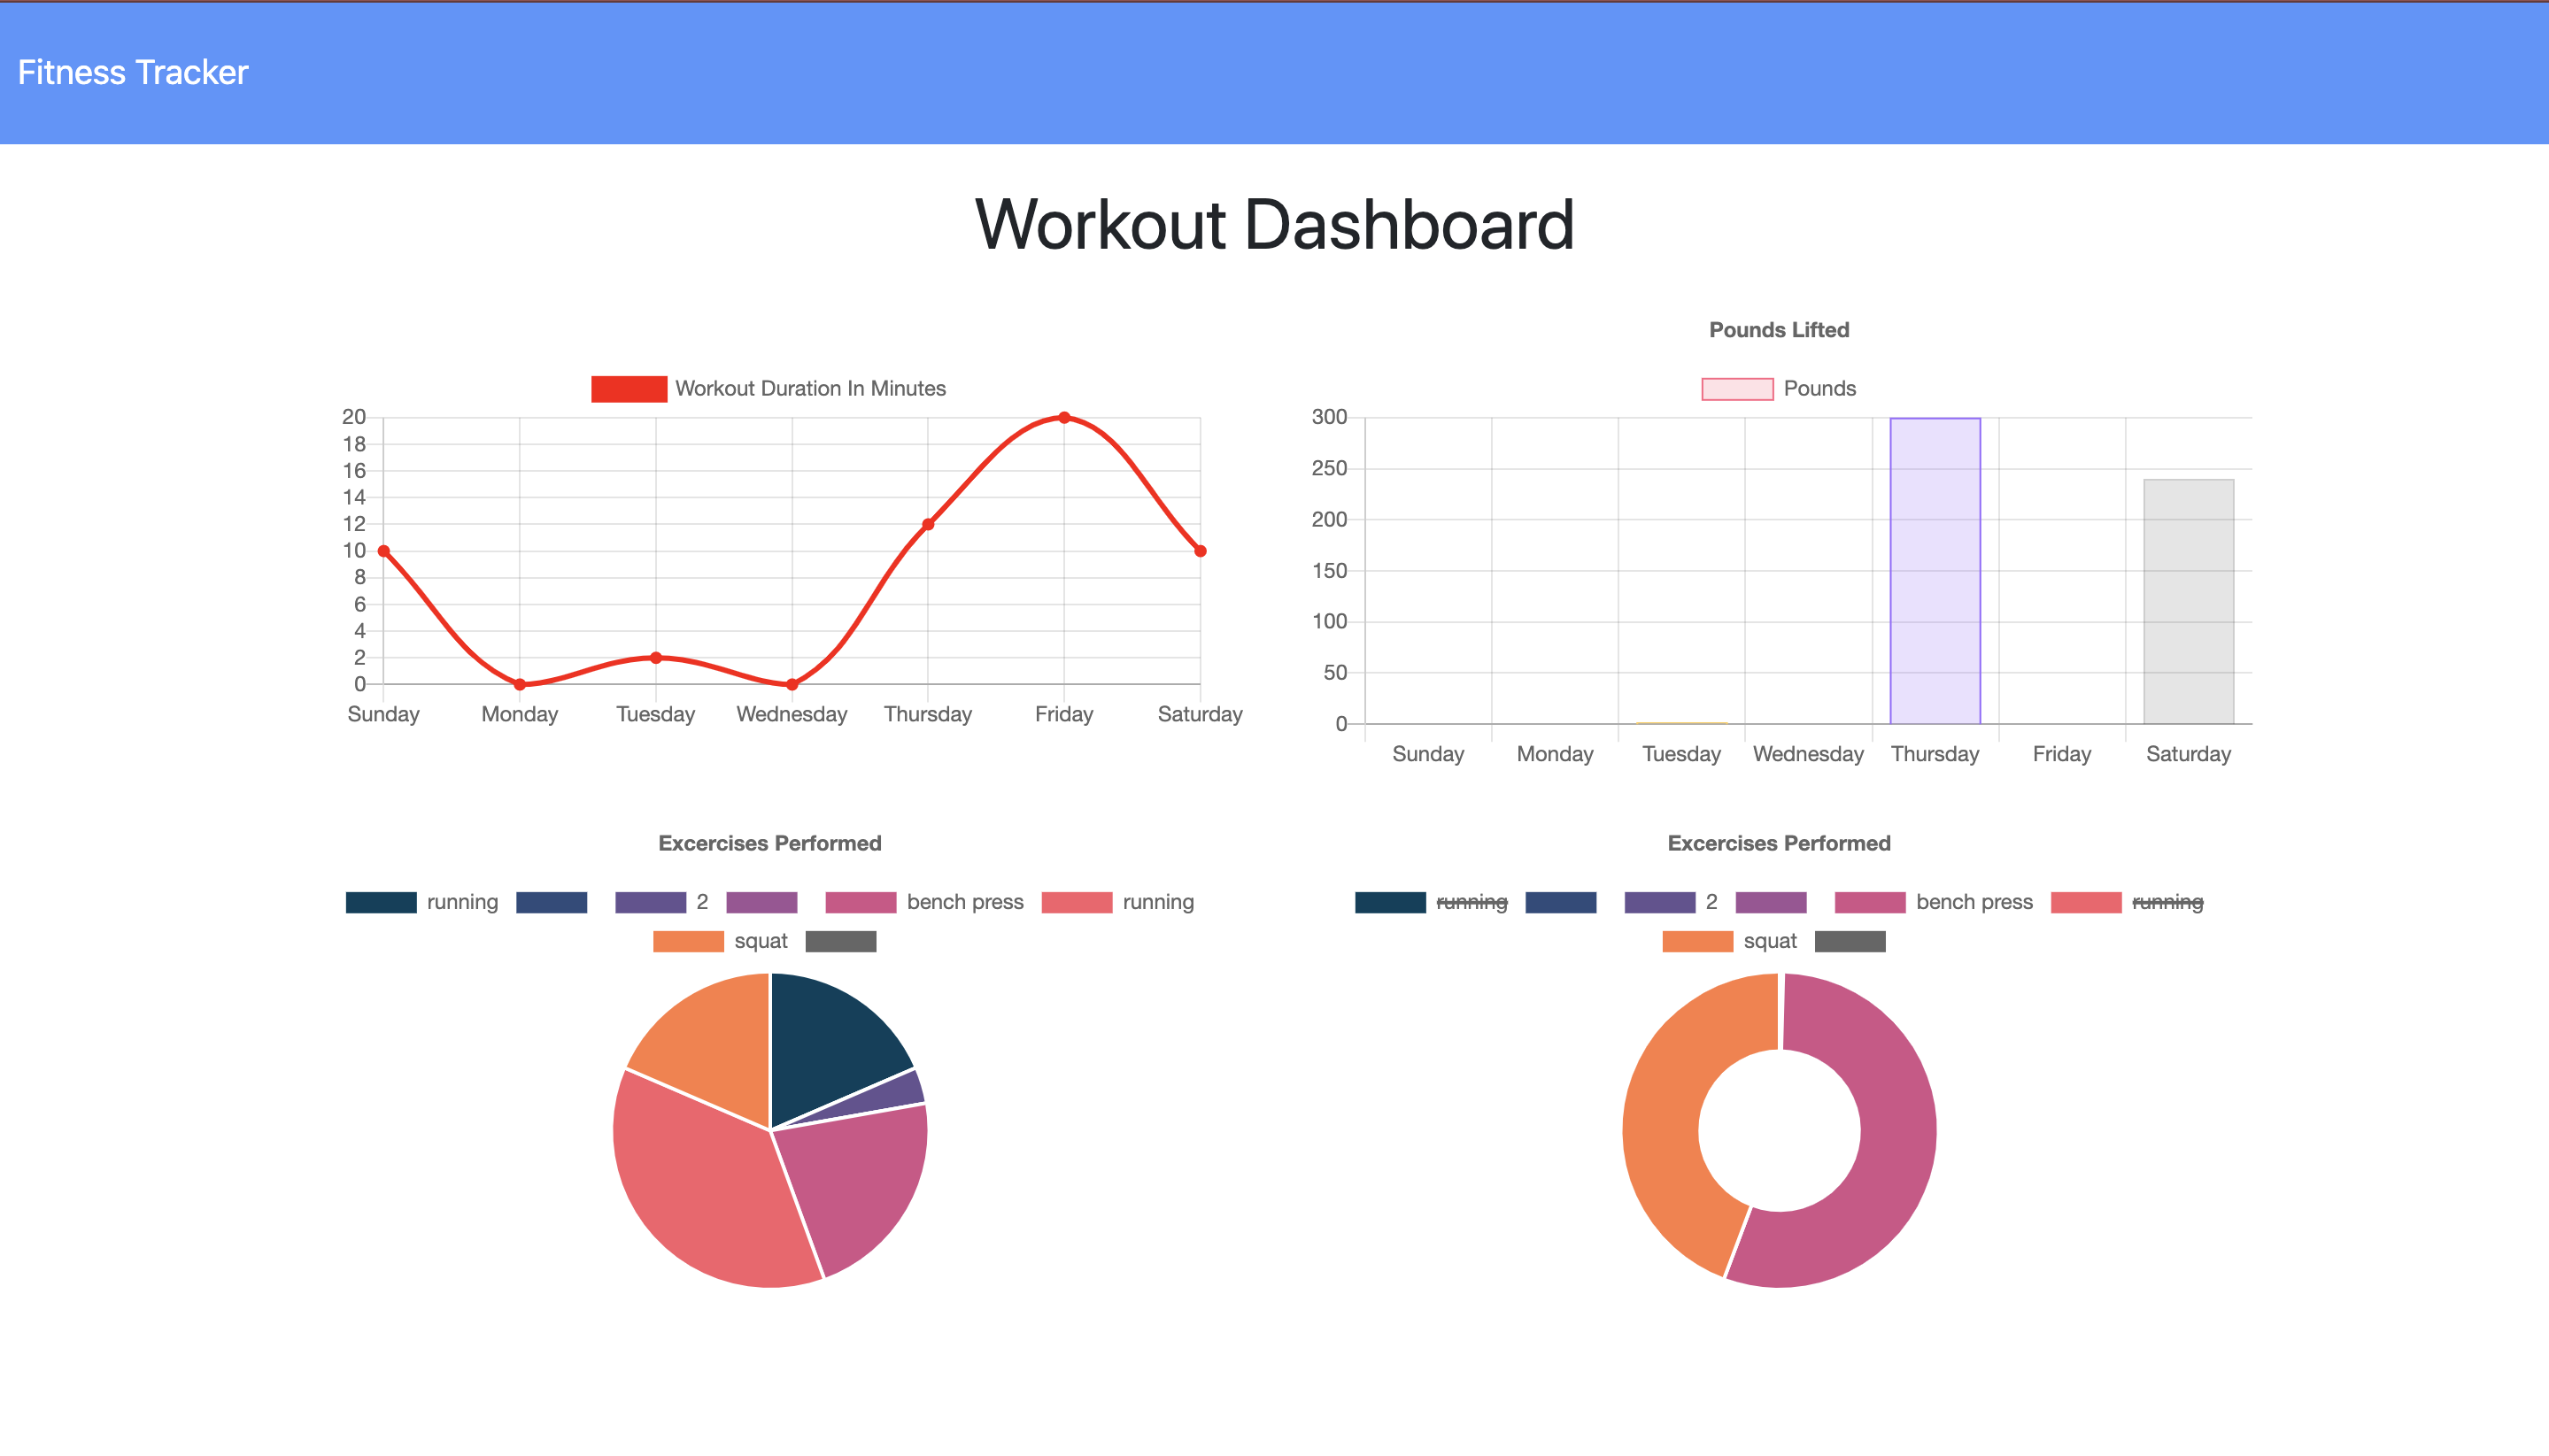 Fitness Tracker
Workout Dashboard
Workout Duration In Minutes
20
18
16
14
12
10
8
6
4
2
0
Sunday Monday Tuesday Wednesday Thursday Friday Saturday
Pounds Lifted
Pounds
300
250
200
150
100
50
0
Sunday Monday Tuesday Wednesday Thursday Friday Saturday
Excercises Performed
running 2 bench press running
squat
Excercises Performed
running 2 bench press running
squat